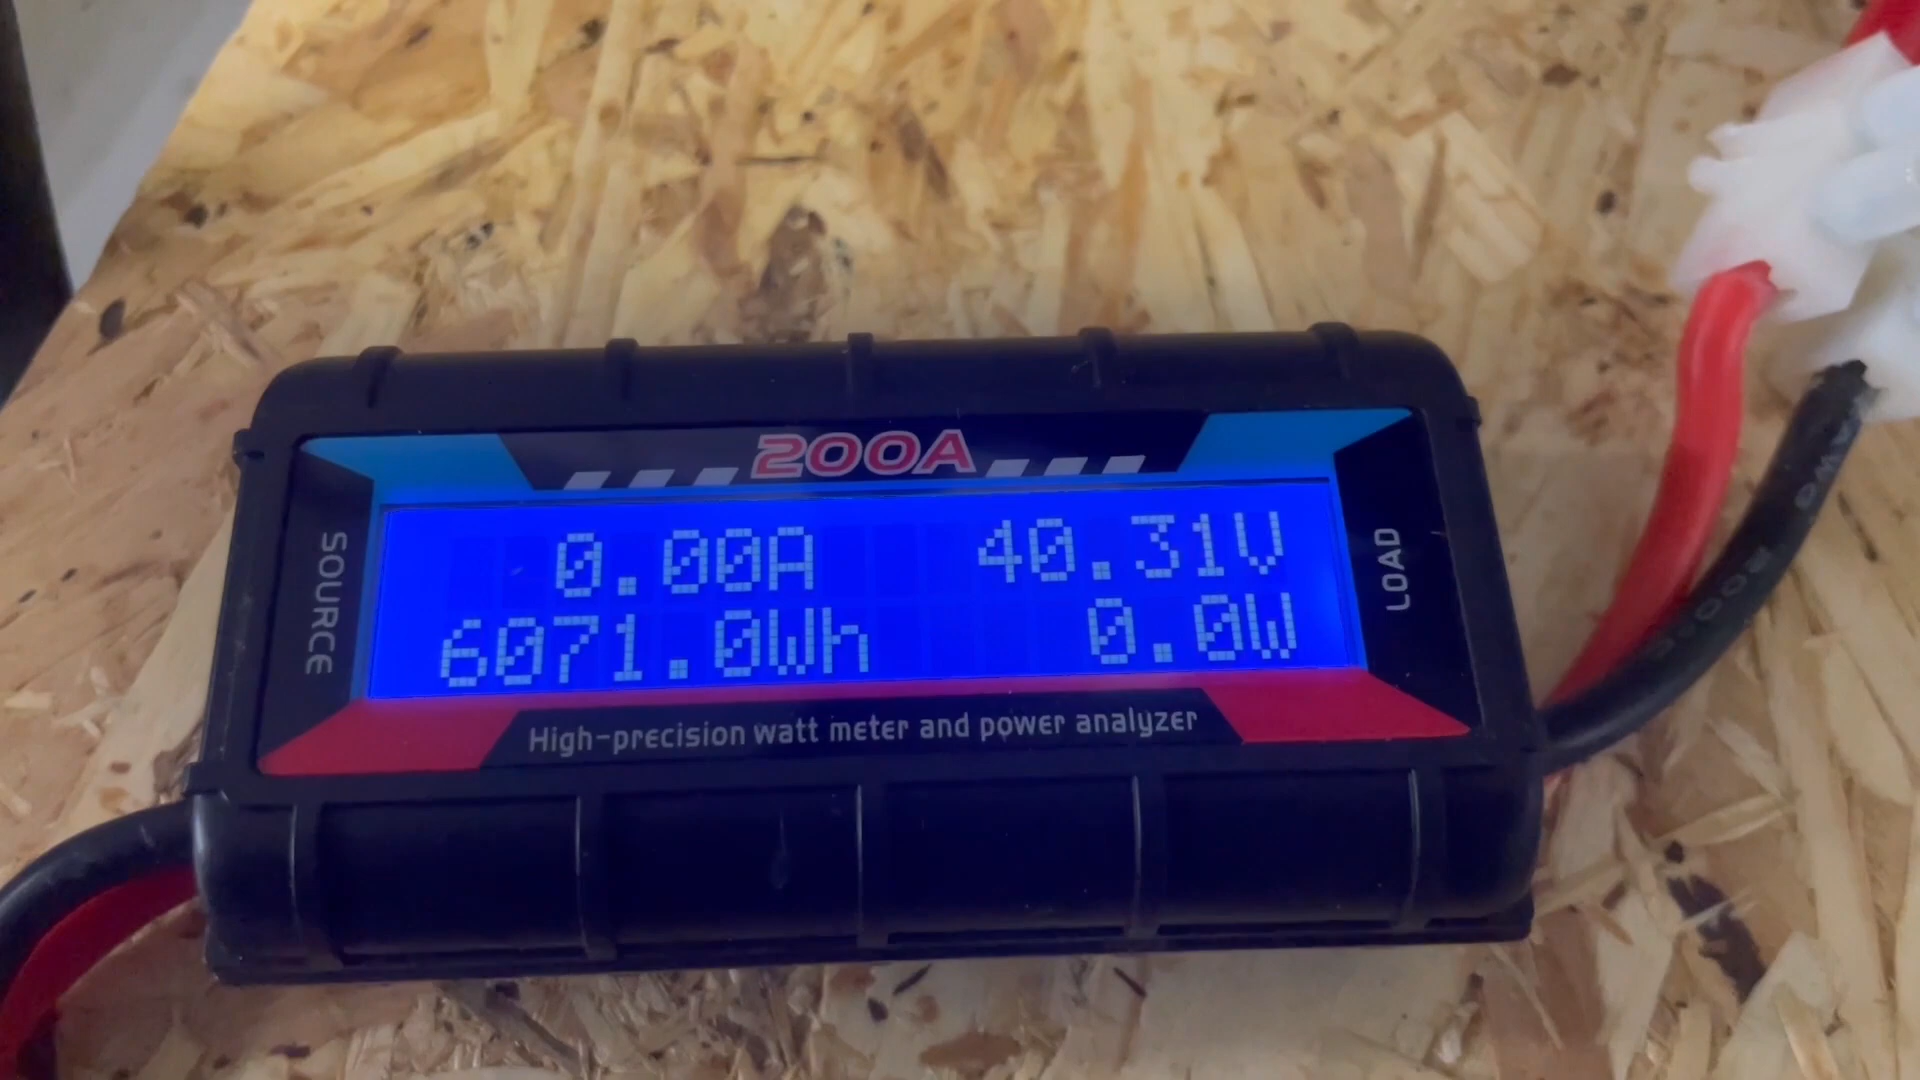 200A
SOURCE
0.00A 40.31V
6071.0Wh 0.0W
LOAD
High-precision watt meter and power analyzer